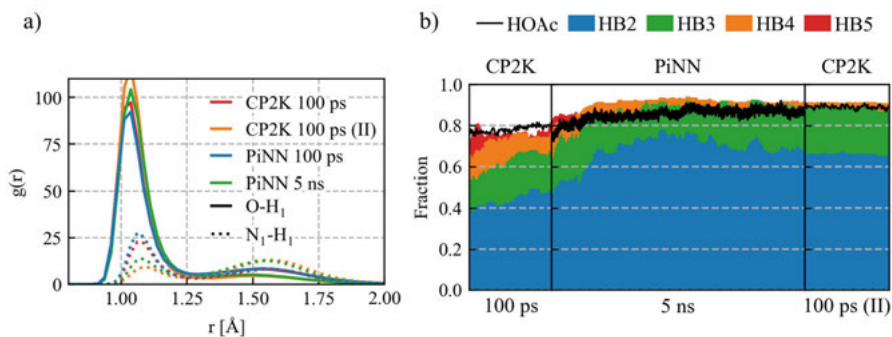 a)
CP2K 100 ps
CP2K 100 ps (II)
PiNN 100 ps
PiNN 5 ns
O-H₁
N₁-H₁
g(r)
100
75
50
25
0
1.00 1.25 1.50 1.75 2.00
r [Å]
b)
HOAc HB2 HB3 HB4 HB5
CP2K PiNN CP2K
Fraction
1.0
0.8
0.6
0.4
0.2
0.0
100 ps 5 ns 100 ps (II)